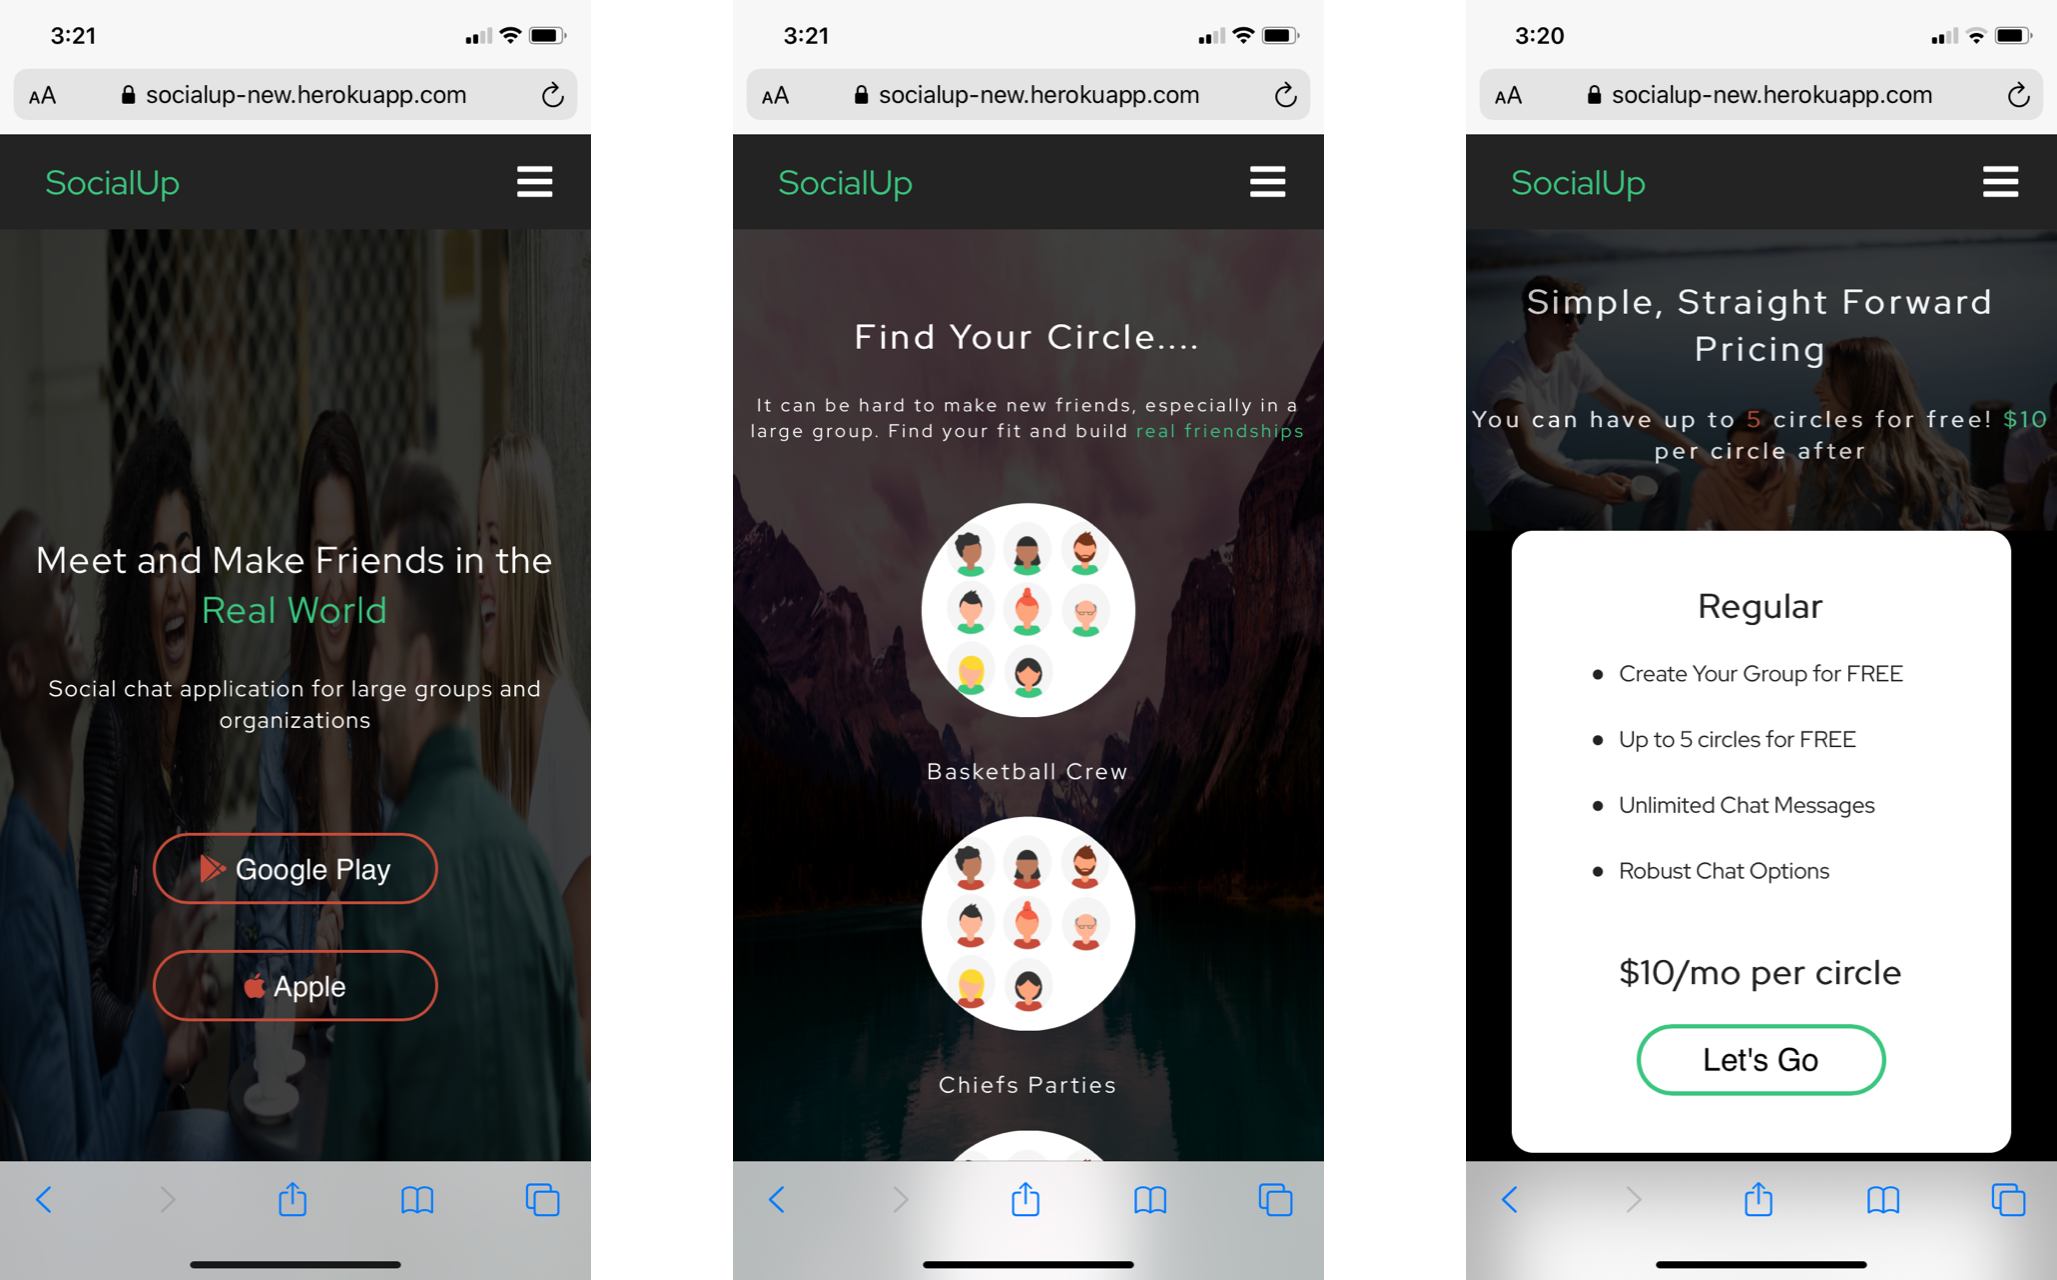 3:21
AA socialup-new.herokuapp.com
SocialUp
Meet and Make Friends in the
Real World
Social chat application for large groups and
organizations
Google Play
Apple
3:21
AA socialup-new.herokuapp.com
SocialUp
Find Your Circle....
It can be hard to make new friends, especially in a
large group. Find your fit and build real friendships
Basketball Crew
Chiefs Parties
3:20
AA socialup-new.herokuapp.com
SocialUp
Simple, Straight Forward
Pricing
You can have up to 5 circles for free! $10
per circle after
Regular
• Create Your Group for FREE
• Up to 5 circles for FREE
• Unlimited Chat Messages
• Robust Chat Options
$10/mo per circle
Let's Go